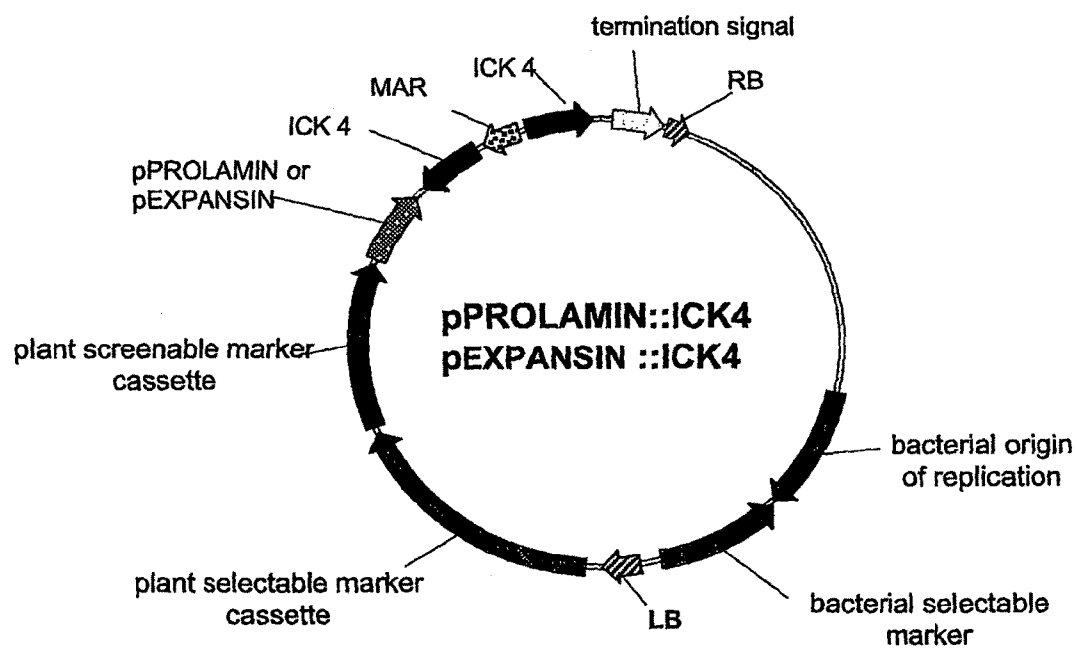 termination signal
ICK 4
RB
MAR
ICK 4
pPROLAMIN or
pEXPANSIN
pPROLAMIN::ICK4
pEXPANSIN ::ICK4
plant screenable marker
cassette
bacterial origin
of replication
plant selectable marker
cassette
LB
bacterial selectable
marker